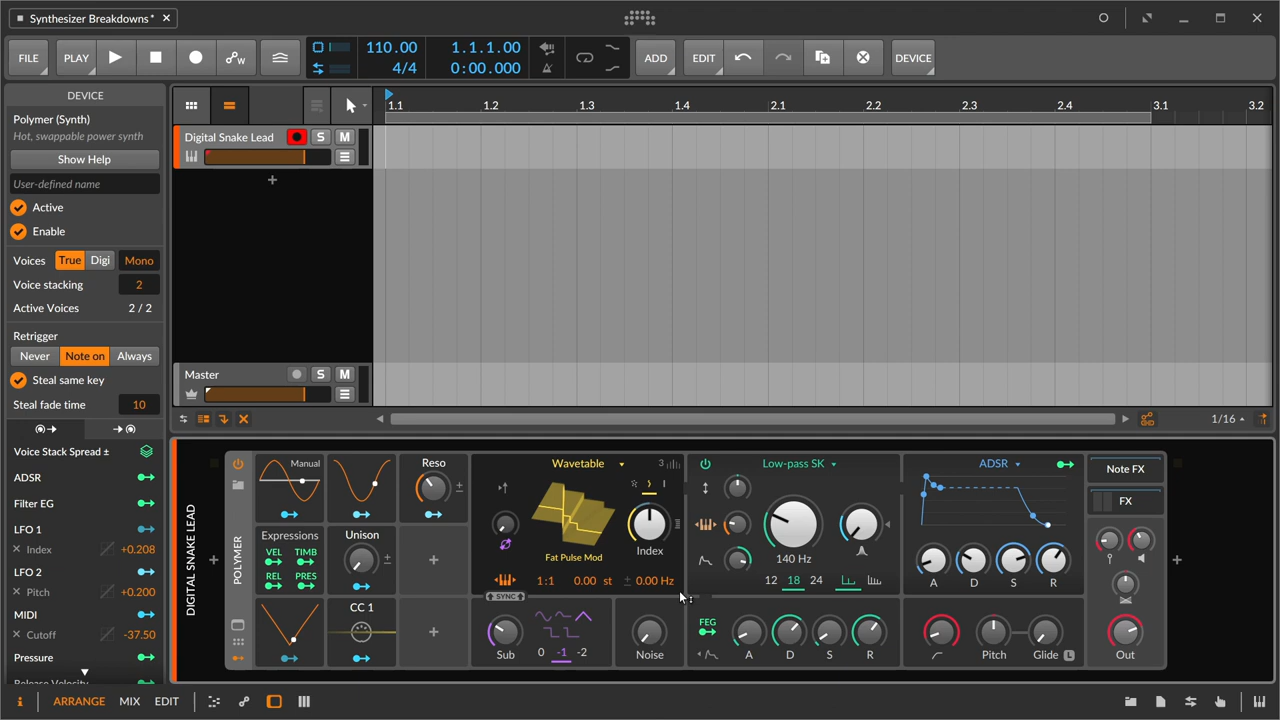 Synthesizer Breakdowns*
FILE
PLAY
110.00
4/4
1.1.1.00
0:00.000
ADD
EDIT
DEVICE
DEVICE
Polymer (Synth)
Hot, swappable power synth
Show Help
User-defined name
Active
Enable
Voices True Digi Mono
Voice stacking 2
Active Voices 2 / 2
Retrigger
Never Note on Always
Steal same key
Steal fade time 10
Voice Stack Spread ±
ADSR
Filter EG
LFO 1
Index +0.208
LFO 2
Pitch +0.200
MIDI
Cutoff -37.50
Pressure
Release Velocity
1.1 1.2 1.3 1.4 2.1 2.2 2.3 2.4 3.1 3.2
Digital Snake Lead S M
Master S M
1/16
DIGITAL SNAKE LEAD
POLYMER
Manual
Reso
Expressions
VEL TIMB
REL PRES
Unison
CC 1
Wavetable 3
Fat Pulse Mod
Index
1:1 0.00 st ± 0.00 Hz
SYNC
Sub
0 -1 -2
Noise
Low-pass SK
140 Hz
12 18 24
FEG
A D S R
ADSR
A D S R
Pitch Glide L
Note FX
FX
Out
i ARRANGE MIX EDIT